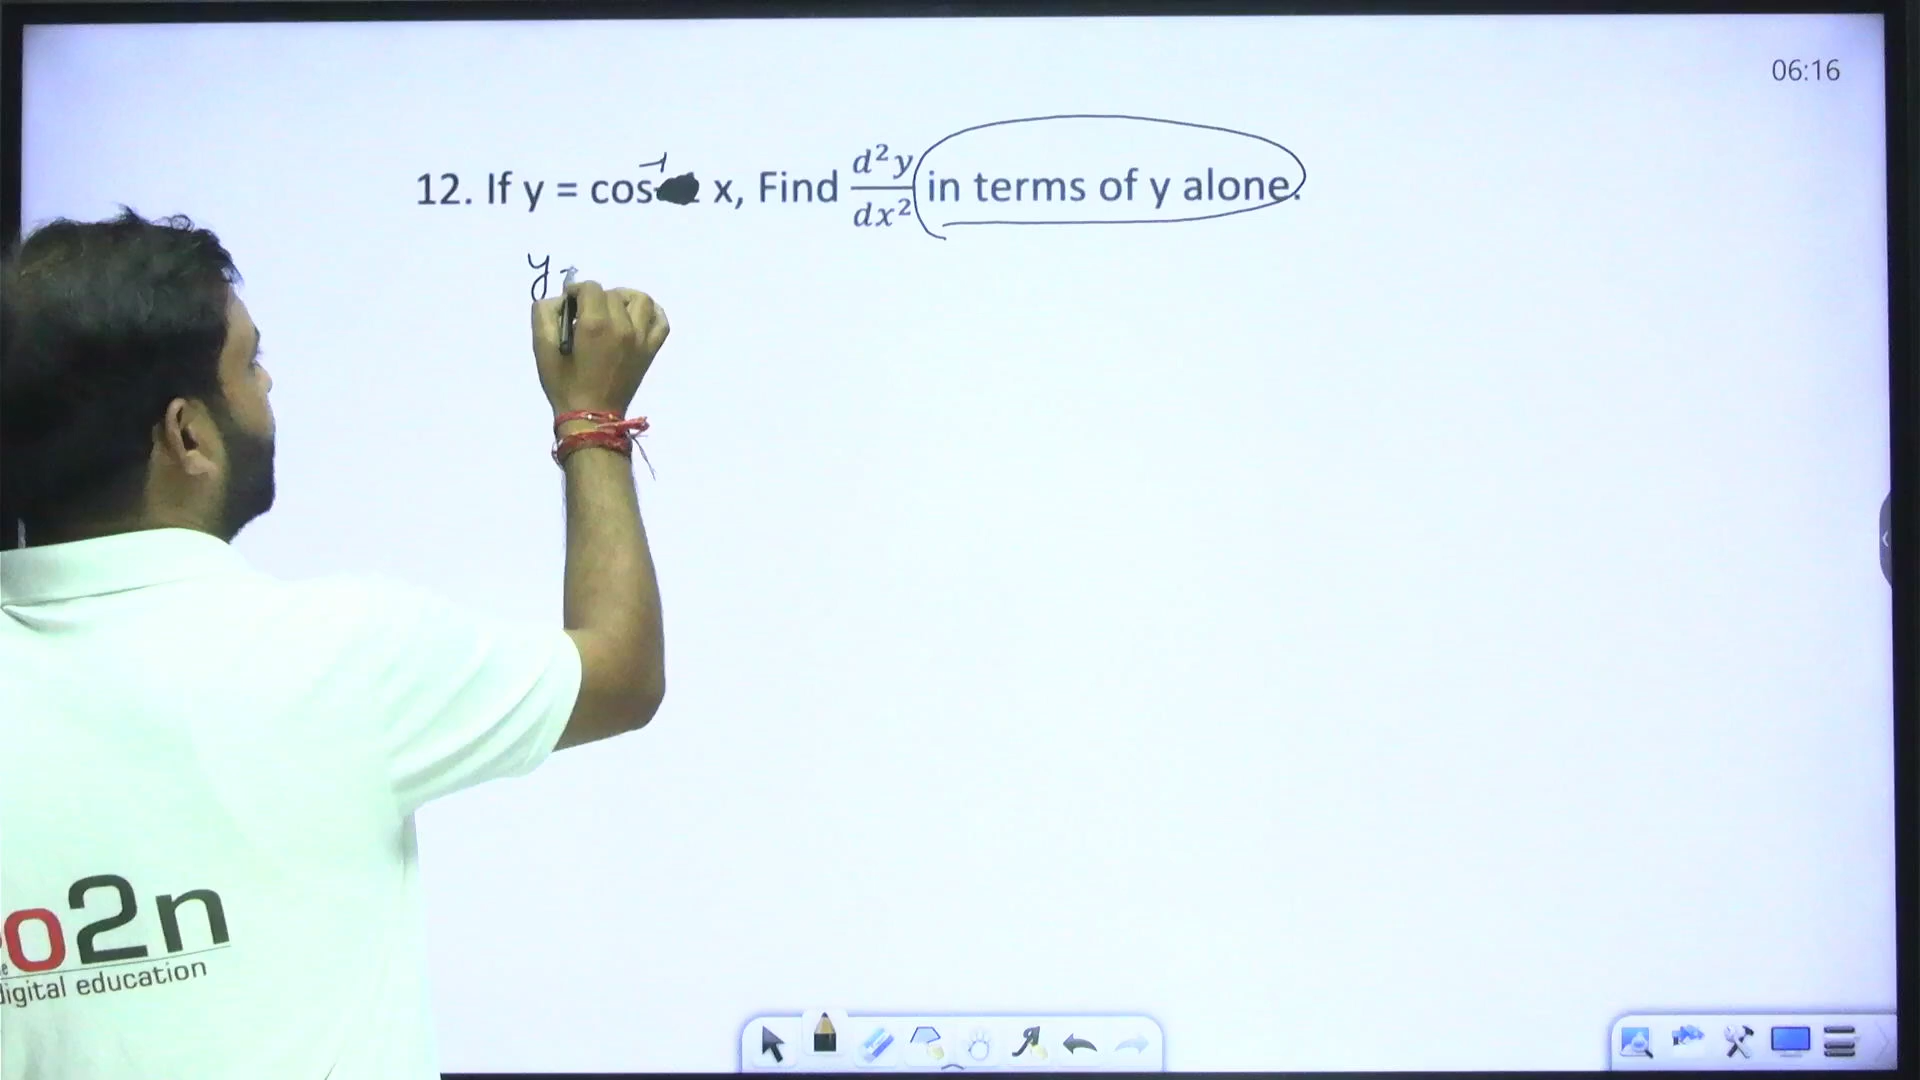 06:16
12. If y = cos⁻¹ x, Find d²y/dx² in terms of y alone.
y =
o2n
digital education